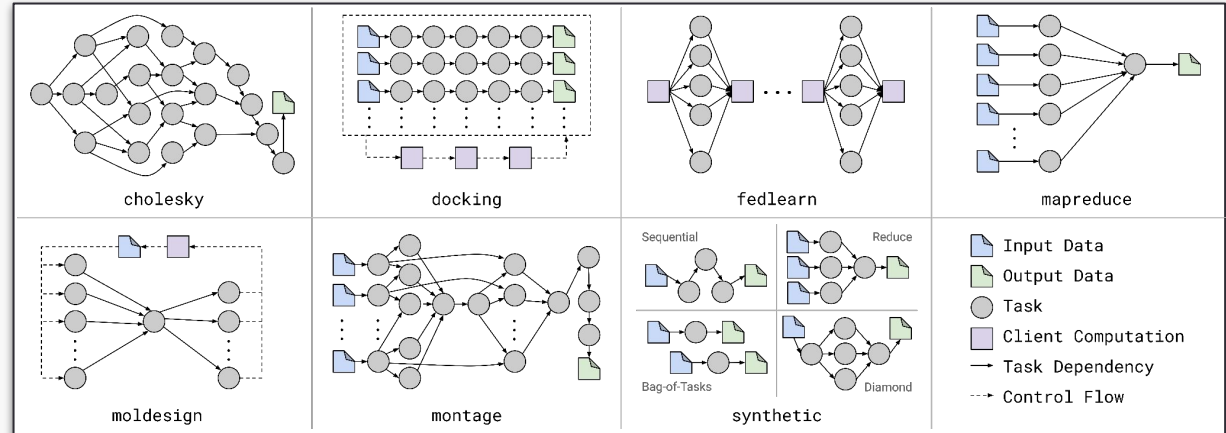 cholesky
docking
fedlearn
mapreduce
moldesign
montage
Sequential
Reduce
Bag-of-Tasks
Diamond
synthetic
Input Data
Output Data
Task
Client Computation
Task Dependency
Control Flow